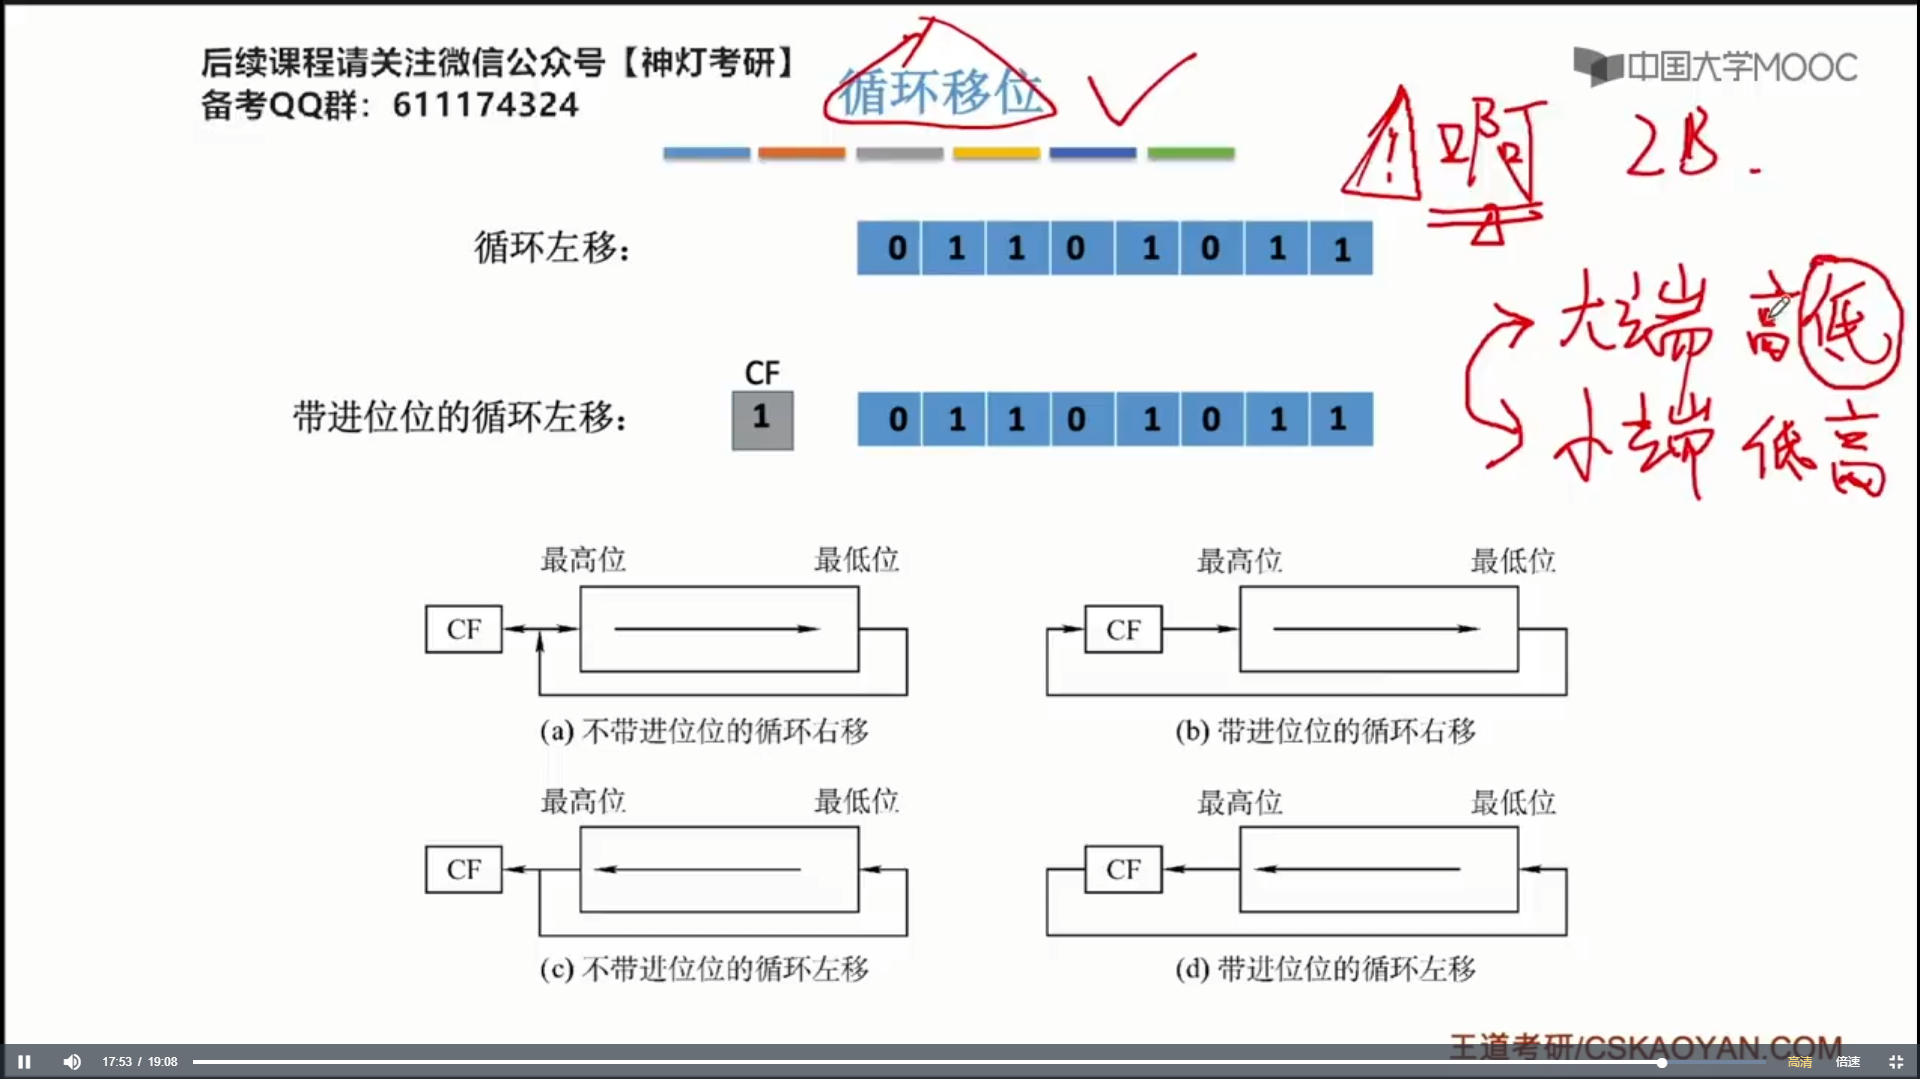 后续课程请关注微信公众号【神灯考研】
备考QQ群：611174324
循环移位
中国大学MOOC
啊 2B.
循环左移：
0 1 1 0 1 0 1 1
大端 高低
小端 低高
CF
带进位位的循环左移：
1
0 1 1 0 1 0 1 1
最高位 最低位
CF
(a) 不带进位位的循环右移
最高位 最低位
CF
(b) 带进位位的循环右移
最高位 最低位
CF
(c) 不带进位位的循环左移
最高位 最低位
CF
(d) 带进位位的循环左移
王道考研/CSKAOYAN.COM
17:53 / 19:08
高清 倍速